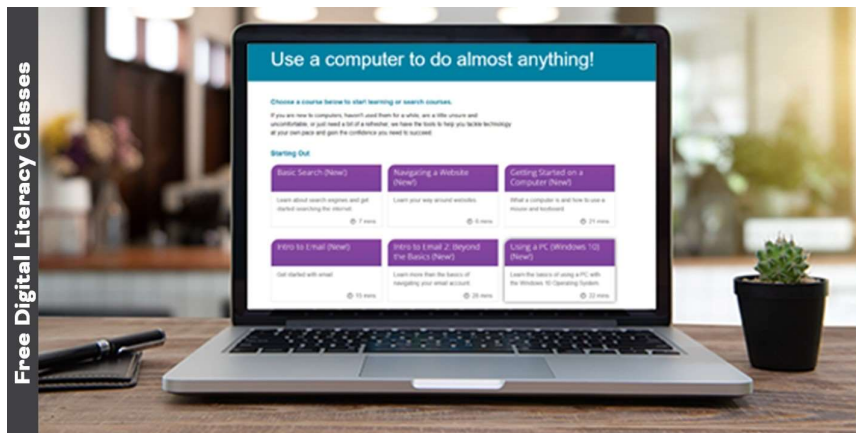 Free Digital Literacy Classes
Use a computer to do almost anything!
Choose a course below to start learning or search courses.
If you are new to computers, haven't used them for a while, are a little unsure and
uncomfortable, or just need a bit of a refresher, we have the tools to help you tackle technology
at your own pace and gain the confidence you need to succeed.
Starting Out
Basic Search (New!)
Learn about search engines and get
started searching the internet.
7 mins
Navigating a Website
(New!)
Learn your way around websites.
6 mins
Getting Started on a
Computer (New!)
What a computer is and how to use a
mouse and keyboard.
21 mins
Intro to Email (New!)
Get started with email
15 mins
Intro to Email 2: Beyond
the Basics (New!)
Learn more than the basics of
navigating your email account.
26 mins
Using a PC (Windows 10)
(New!)
Learn the basics of using a PC with
the Windows 10 Operating System.
22 mins